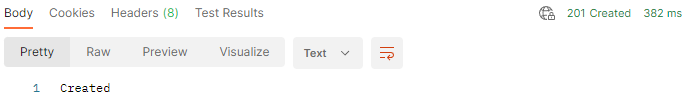 Body Cookies Headers (8) Test Results 201 Created 382 ms
Pretty Raw Preview Visualize Text
1 Created